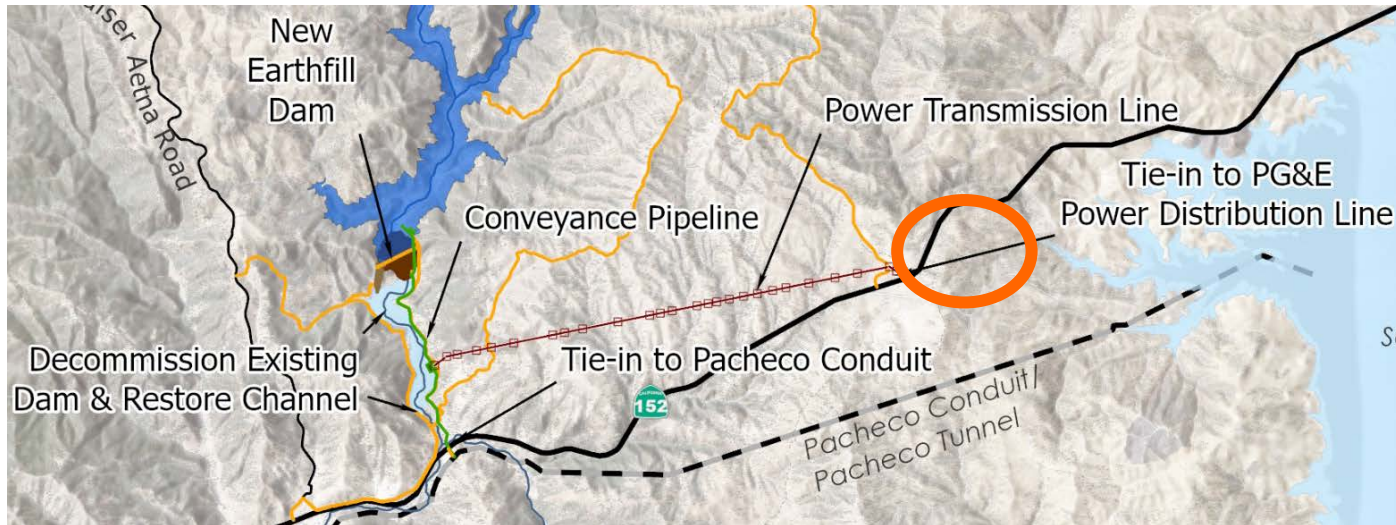 New
Earthfill
Dam
Aetna Road
Power Transmission Line
Tie-in to PG&E
Power Distribution Line
Conveyance Pipeline
Decommission Existing
Dam & Restore Channel
Tie-in to Pacheco Conduit
152
Pacheco Conduit/
Pacheco Tunnel